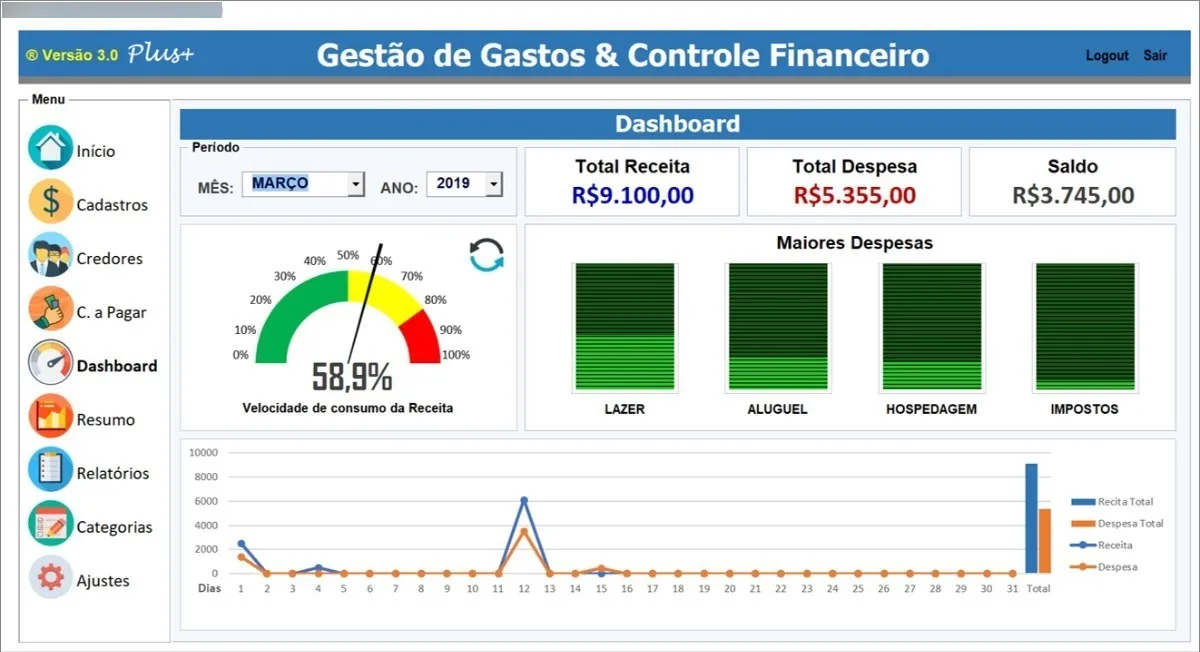 ® Versão 3.0 Plus+
Gestão de Gastos & Controle Financeiro
Logout Sair
Menu
Início
Cadastros
Credores
C. a Pagar
Dashboard
Resumo
Relatórios
Categorias
Ajustes
Dashboard
Período
MÊS: MARÇO ANO: 2019
Total Receita
R$9.100,00
Total Despesa
R$5.355,00
Saldo
R$3.745,00
0%
10%
20%
30%
40%
50%
60%
70%
80%
90%
100%
58,9%
Velocidade de consumo da Receita
Maiores Despesas
LAZER ALUGUEL HOSPEDAGEM IMPOSTOS
10000
8000
6000
4000
2000
0
Dias 1 2 3 4 5 6 7 8 9 10 11 12 13 14 15 16 17 18 19 20 21 22 23 24 25 26 27 28 29 30 31 Total
Recita Total
Despesa Total
Receita
Despesa